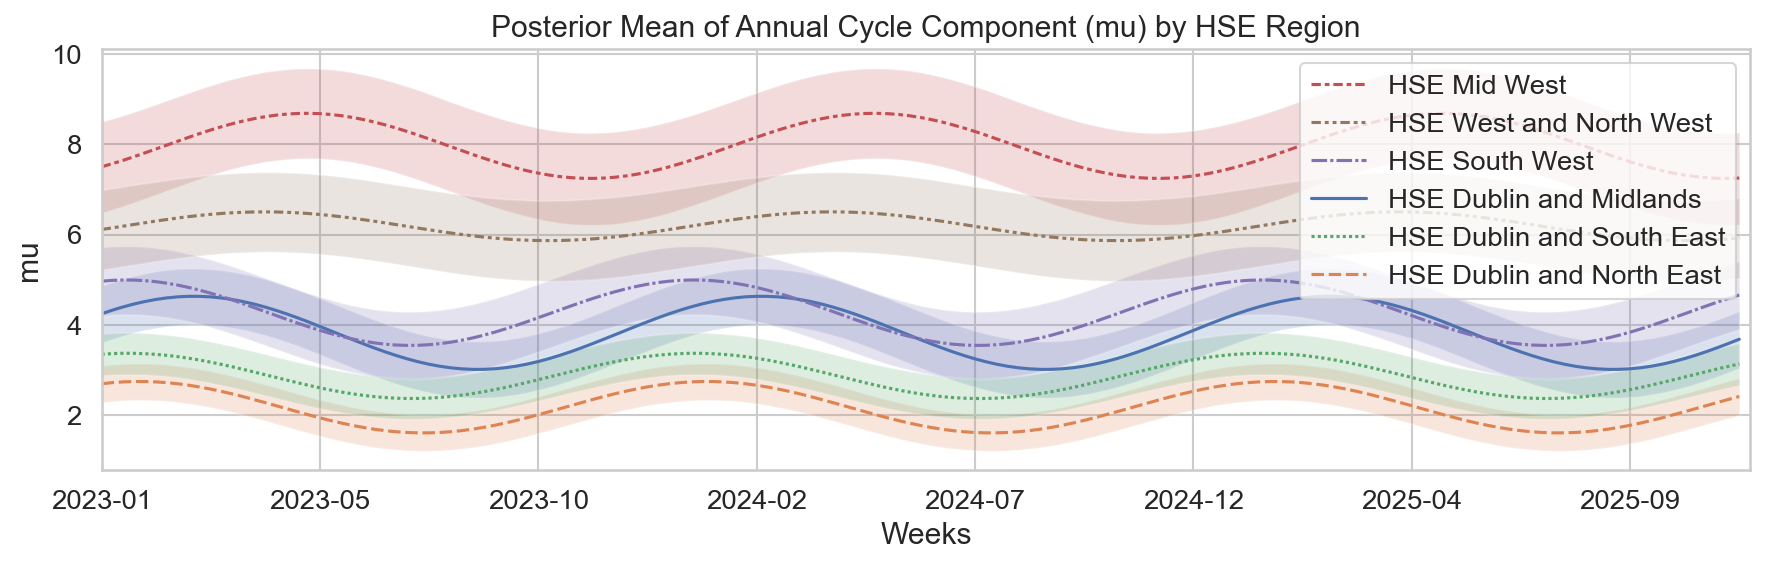 Posterior Mean of Annual Cycle Component (mu) by HSE Region
10
8
6
4
2
mu
HSE Mid West
HSE West and North West
HSE South West
HSE Dublin and Midlands
HSE Dublin and South East
HSE Dublin and North East
2023-01
2023-05
2023-10
2024-02
2024-07
2024-12
2025-04
2025-09
Weeks